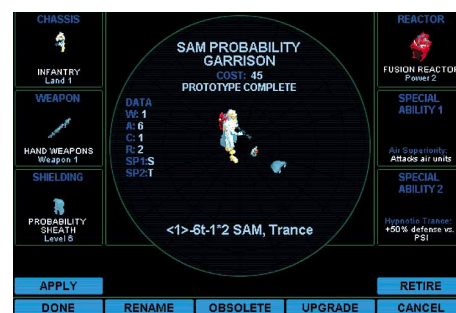 CHASSIS
INFANTRY
Land 1
WEAPON
HAND WEAPONS
Weapon 1
SHIELDING
PROBABILITY
SHEATH
Level 6
SAM PROBABILITY
GARRISON
COST: 45
PROTOTYPE COMPLETE
DATA
W: 1
A: 6
C: 1
R: 2
SP1:S
SP2:T
<1>-6t-1*2 SAM, Trance
REACTOR
FUSION REACTOR
Power 2
SPECIAL
ABILITY 1
Air Superiority:
Attacks air units
SPECIAL
ABILITY 2
Hypnotic Trance:
+50% defense vs.
PSI
APPLY
RETIRE
DONE
RENAME
OBSOLETE
UPGRADE
CANCEL